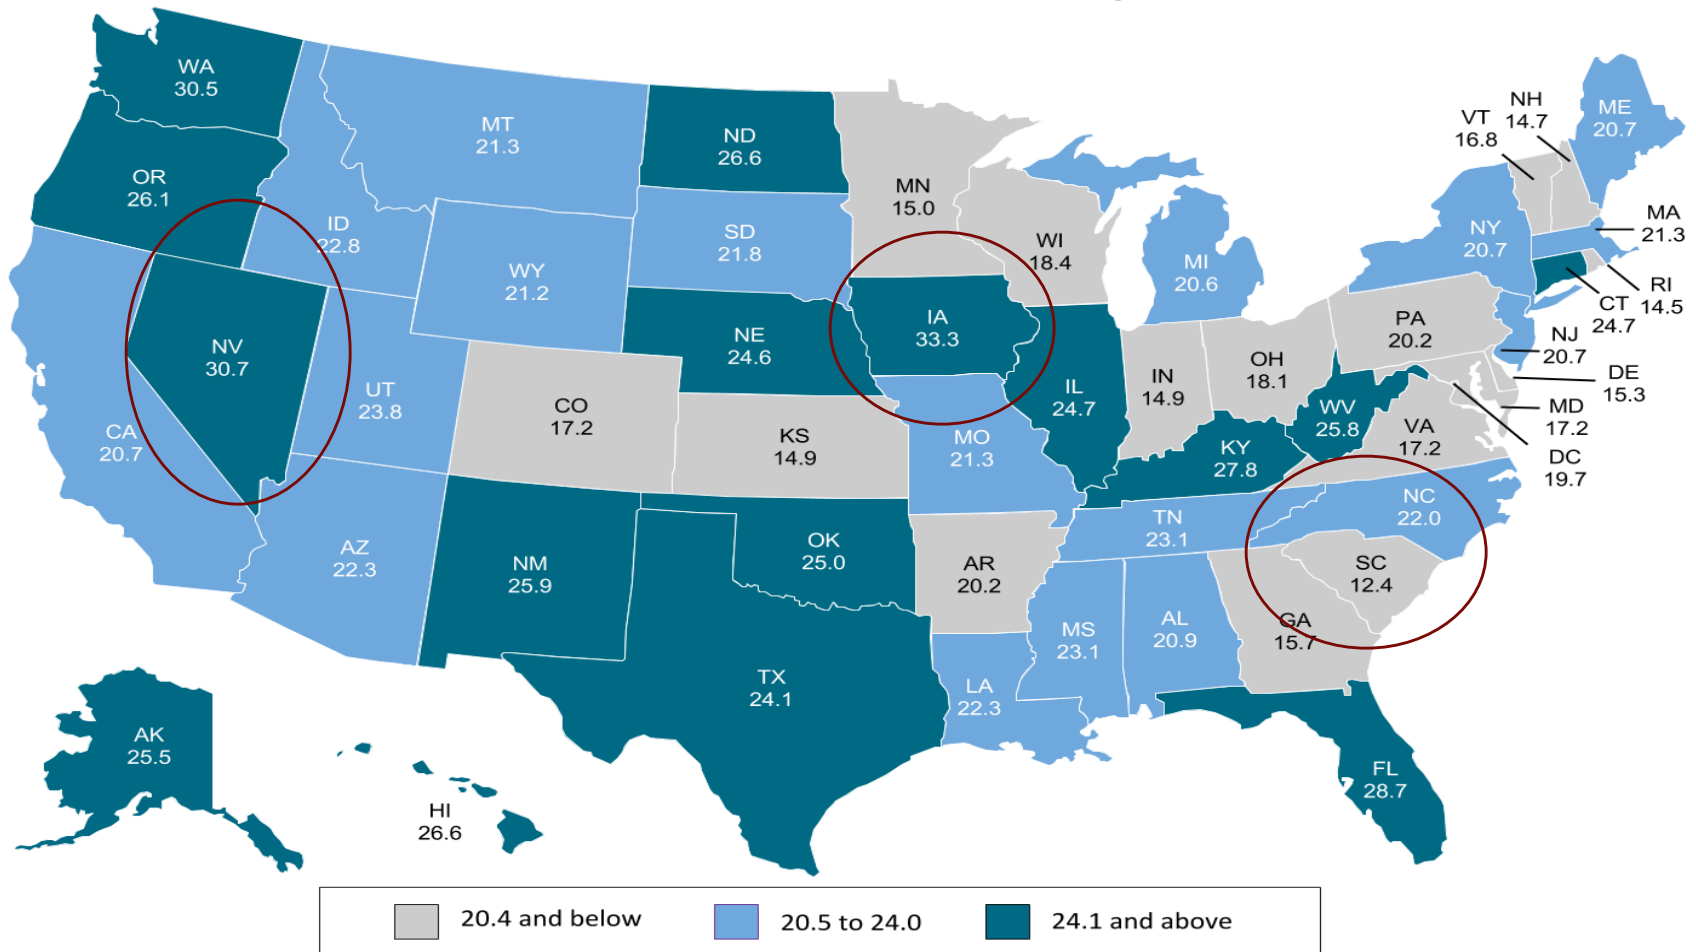 WA
30.5
OR
26.1
CA
20.7
NV
30.7
ID
22.8
MT
21.3
WY
21.2
UT
23.8
AZ
22.3
CO
17.2
NM
25.9
ND
26.6
SD
21.8
NE
24.6
KS
14.9
OK
25.0
TX
24.1
MN
15.0
IA
33.3
MO
21.3
AR
20.2
LA
22.3
WI
18.4
IL
24.7
MI
20.6
IN
14.9
OH
18.1
KY
27.8
TN
23.1
MS
23.1
AL
20.9
GA
15.7
FL
28.7
SC
12.4
NC
22.0
VA
17.2
WV
25.8
PA
20.2
NY
20.7
VT
16.8
NH
14.7
ME
20.7
MA
21.3
RI
14.5
CT
24.7
NJ
20.7
DE
15.3
MD
17.2
DC
19.7
AK
25.5
HI
26.6
20.4 and below
20.5 to 24.0
24.1 and above